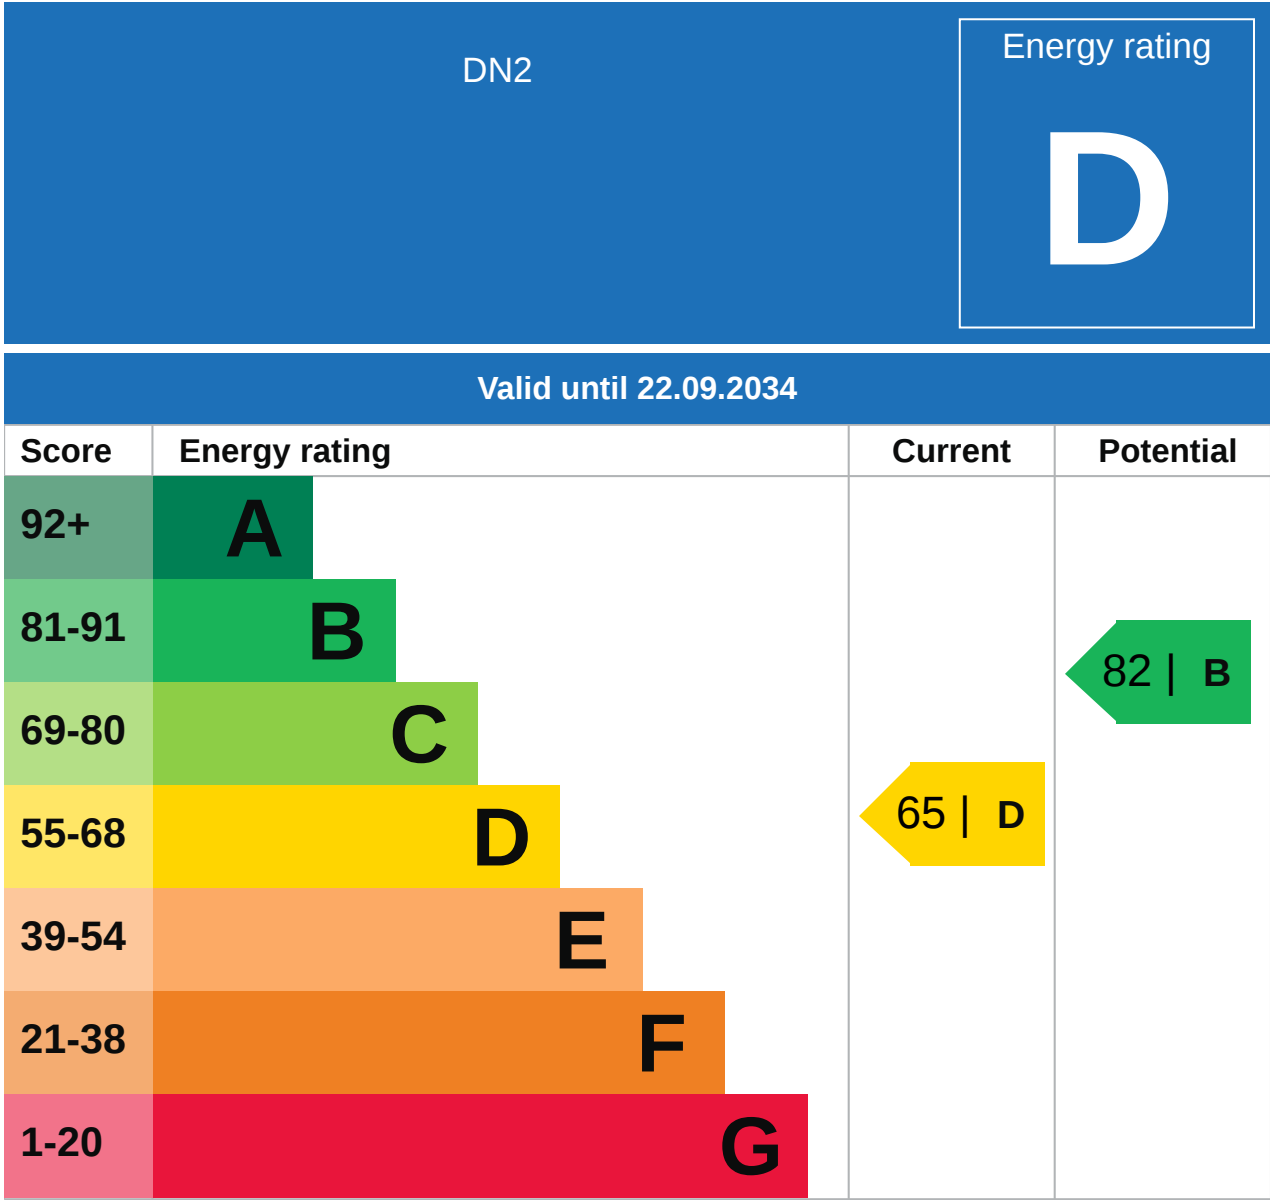 DN2
Energy rating
D
Valid until 22.09.2034
Score Energy rating Current Potential
92+ A
81-91 B
82 | B
69-80 C
55-68 D
65 | D
39-54 E
21-38 F
1-20 G